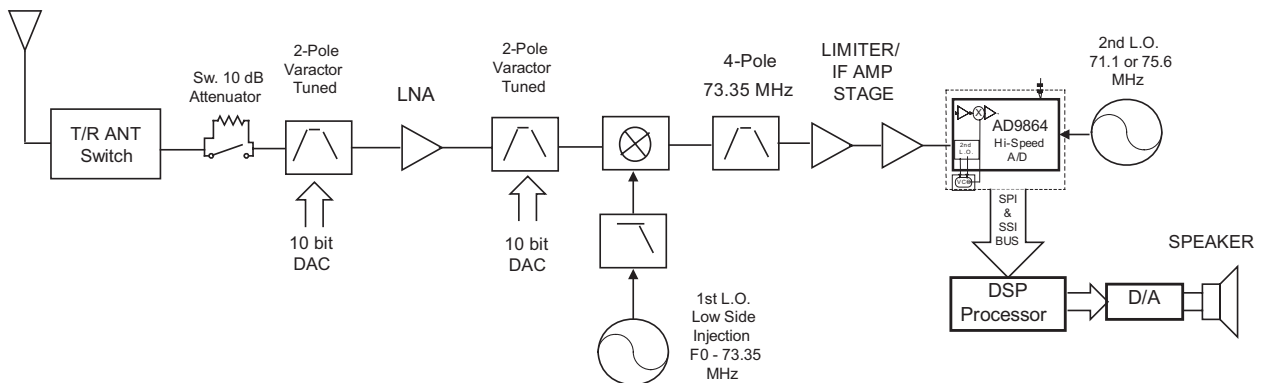 T/R ANT
Switch
Sw. 10 dB
Attenuator
2-Pole
Varactor
Tuned
10 bit
DAC
LNA
2-Pole
Varactor
Tuned
10 bit
DAC
1st L.O.
Low Side
Injection
F0 - 73.35
MHz
4-Pole
73.35 MHz
LIMITER/
IF AMP
STAGE
AD9864
Hi-Speed
A/D
2nd
L.O.
2nd L.O.
71.1 or 75.6
MHz
SPI
&
SSI
BUS
DSP
Processor
D/A
SPEAKER